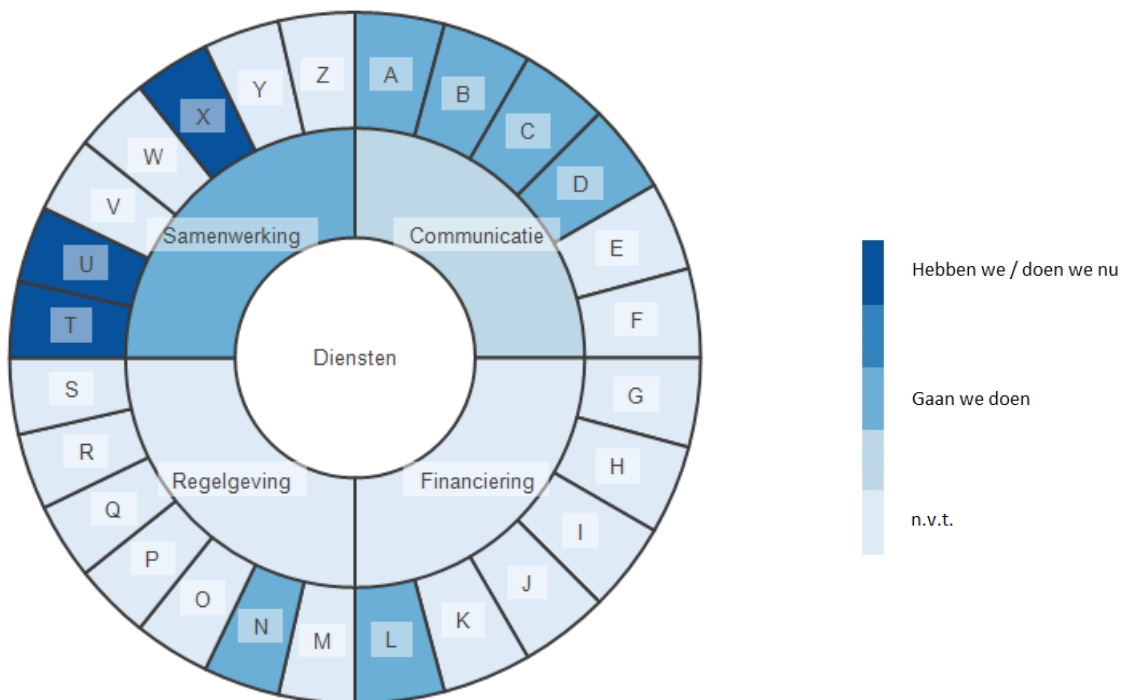 A
B
C
D
E
F
G
H
I
J
K
L
M
N
O
P
Q
R
S
T
U
V
W
X
Y
Z
Samenwerking
Communicatie
Diensten
Regelgeving
Financiering
Hebben we / doen we nu
Gaan we doen
n.v.t.